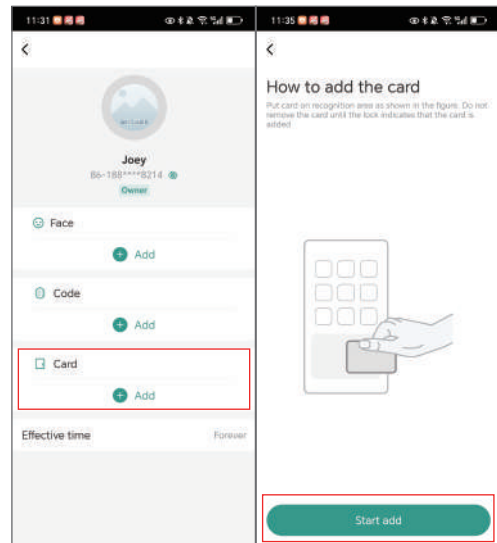 11:31
Joey
86-188****8214
Owner
Face
Add
Code
Add
Card
Add
Effective time
Forever
11:35
How to add the card
Put card on recognition area as shown in the figure. Do not
remove the card until the lock indicates that the card is
added
Start add